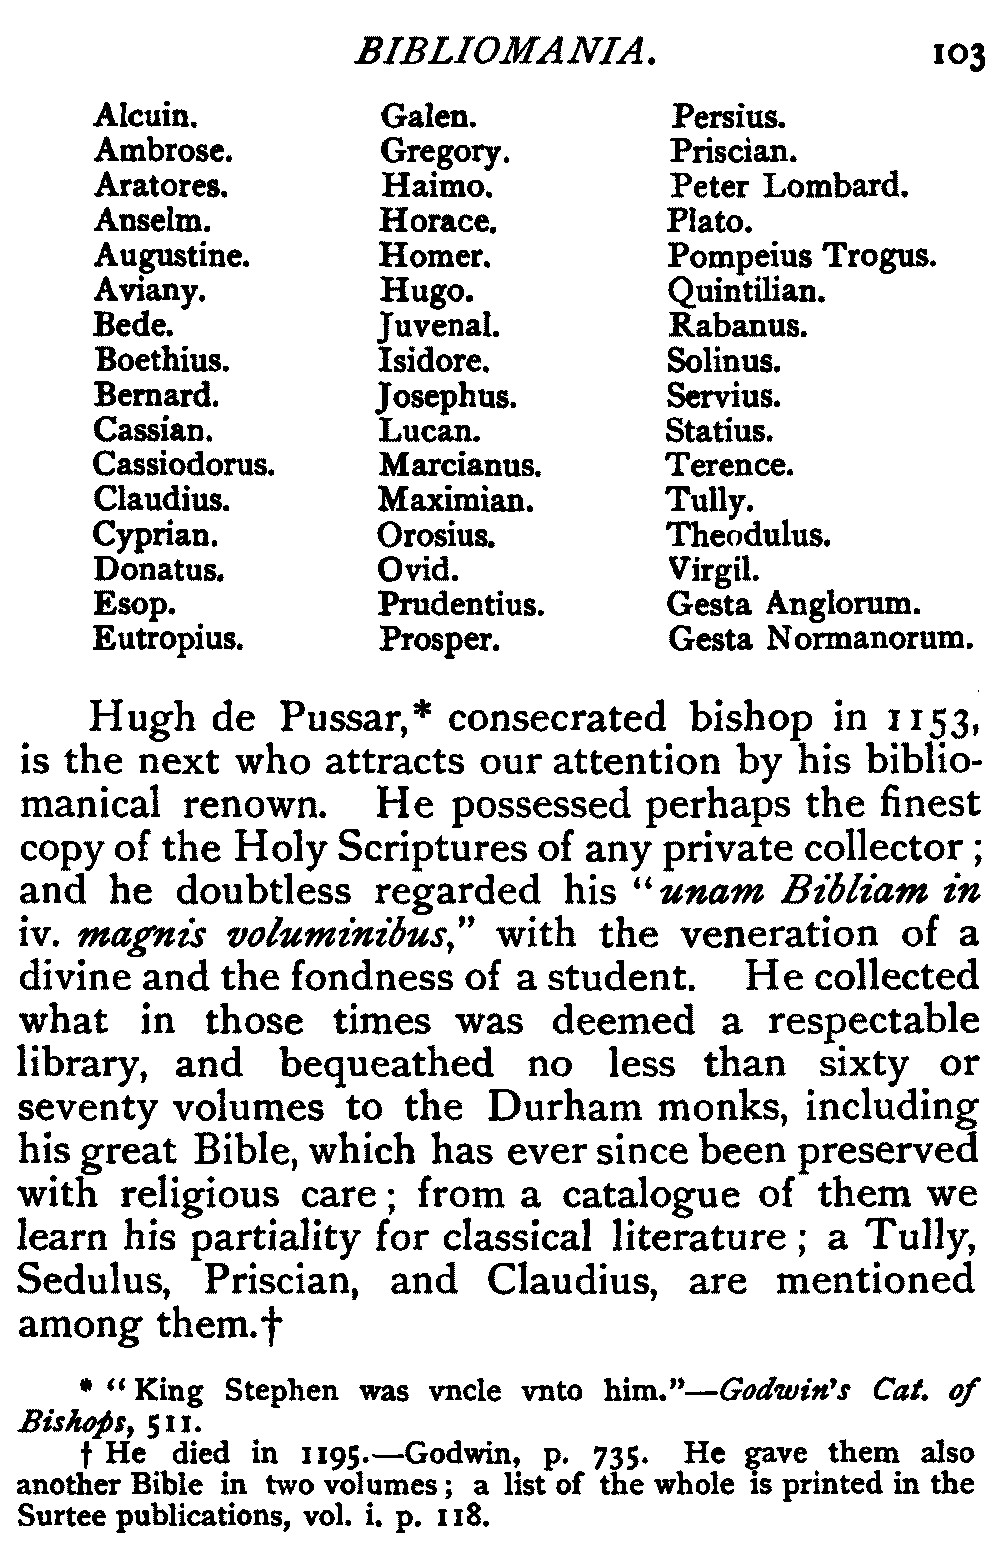 BIBLIOMANIA. 103
Alcuin. Galen. Persius.
Ambrose. Gregory. Priscian.
Aratores. Haimo. Peter Lombard.
Anselm. Horace. Plato.
Augustine. Homer. Pompeius Trogus.
Aviany. Hugo. Quintilian.
Bede. Juvenal. Rabanus.
Boethius. Isidore. Solinus.
Bernard. Josephus. Servius.
Cassian. Lucan. Statius.
Cassiodorus. Marcianus. Terence.
Claudius. Maximian. Tully.
Cyprian. Orosius. Theodulus.
Donatus. Ovid. Virgil.
Esop. Prudentius. Gesta Anglorum.
Eutropius. Prosper. Gesta Normanorum.
Hugh de Pussar,* consecrated bishop in 1153,
is the next who attracts our attention by his biblio-
manical renown. He possessed perhaps the finest
copy of the Holy Scriptures of any private collector;
and he doubtless regarded his "unam Bibliam in
iv. magnis voluminibus," with the veneration of a
divine and the fondness of a student. He collected
what in those times was deemed a respectable
library, and bequeathed no less than sixty or
seventy volumes to the Durham monks, including
his great Bible, which has ever since been preserved
with religious care; from a catalogue of them we
learn his partiality for classical literature; a Tully,
Sedulus, Priscian, and Claudius, are mentioned
among them.†
* "King Stephen was vncle vnto him."—Godwin's Cat. of
Bishops, 511.
† He died in 1195.—Godwin, p. 735. He gave them also
another Bible in two volumes; a list of the whole is printed in the
Surtee publications, vol. i. p. 118.